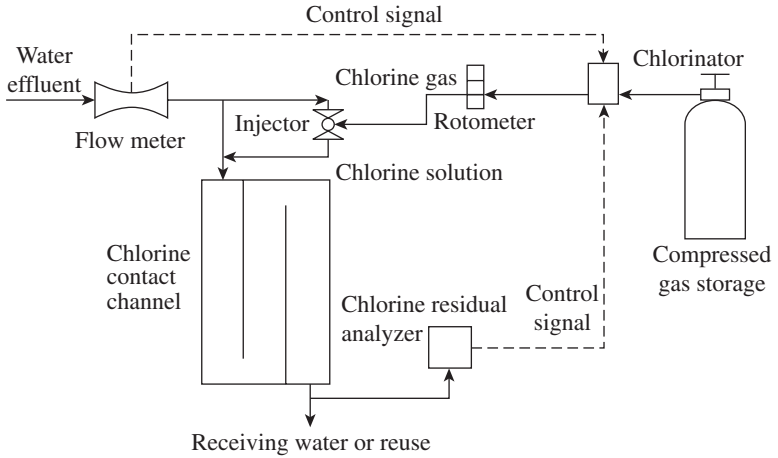 Control signal
Water
effluent
Chlorinator
Chlorine gas
Injector
Rotometer
Flow meter
Chlorine solution
Chlorine
contact
channel
Compressed
gas storage
Control
signal
Chlorine residual
analyzer
Receiving water or reuse